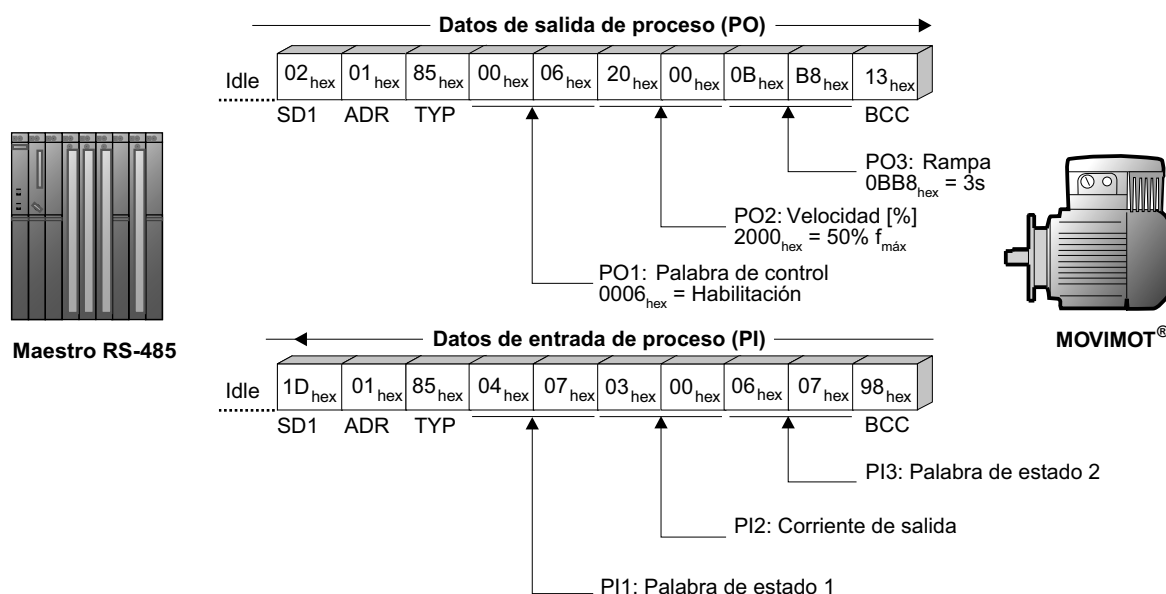 Datos de salida de proceso (PO)
Idle 02hex 01hex 85hex 00hex 06hex 20hex 00hex 0Bhex B8hex 13hex
SD1 ADR TYP BCC
PO3: Rampa
0BB8hex = 3s
PO2: Velocidad [%]
2000hex = 50% fmáx
PO1: Palabra de control
0006hex = Habilitación
Maestro RS-485
MOVIMOT®
Datos de entrada de proceso (PI)
Idle 1Dhex 01hex 85hex 04hex 07hex 03hex 00hex 06hex 07hex 98hex
SD1 ADR TYP BCC
PI3: Palabra de estado 2
PI2: Corriente de salida
PI1: Palabra de estado 1